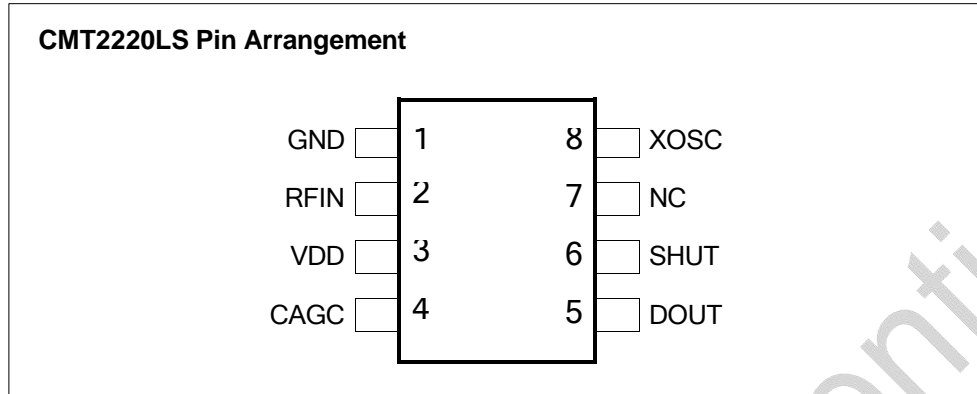 CMT2220LS Pin Arrangement
GND 1 8 XOSC
RFIN 2 7 NC
VDD 3 6 SHUT
CAGC 4 5 DOUT